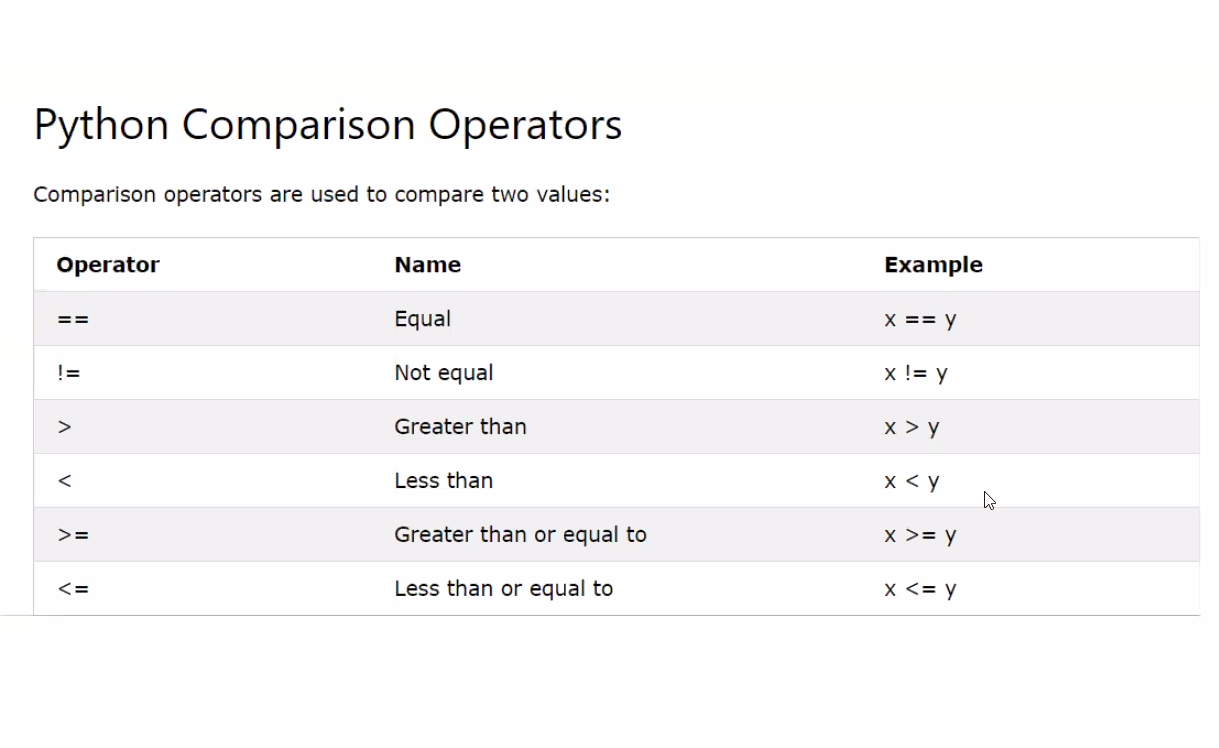 Python Comparison Operators
Comparison operators are used to compare two values:
Operator Name Example
== Equal x == y
!= Not equal x != y
> Greater than x > y
< Less than x < y
>= Greater than or equal to x >= y
<= Less than or equal to x <= y